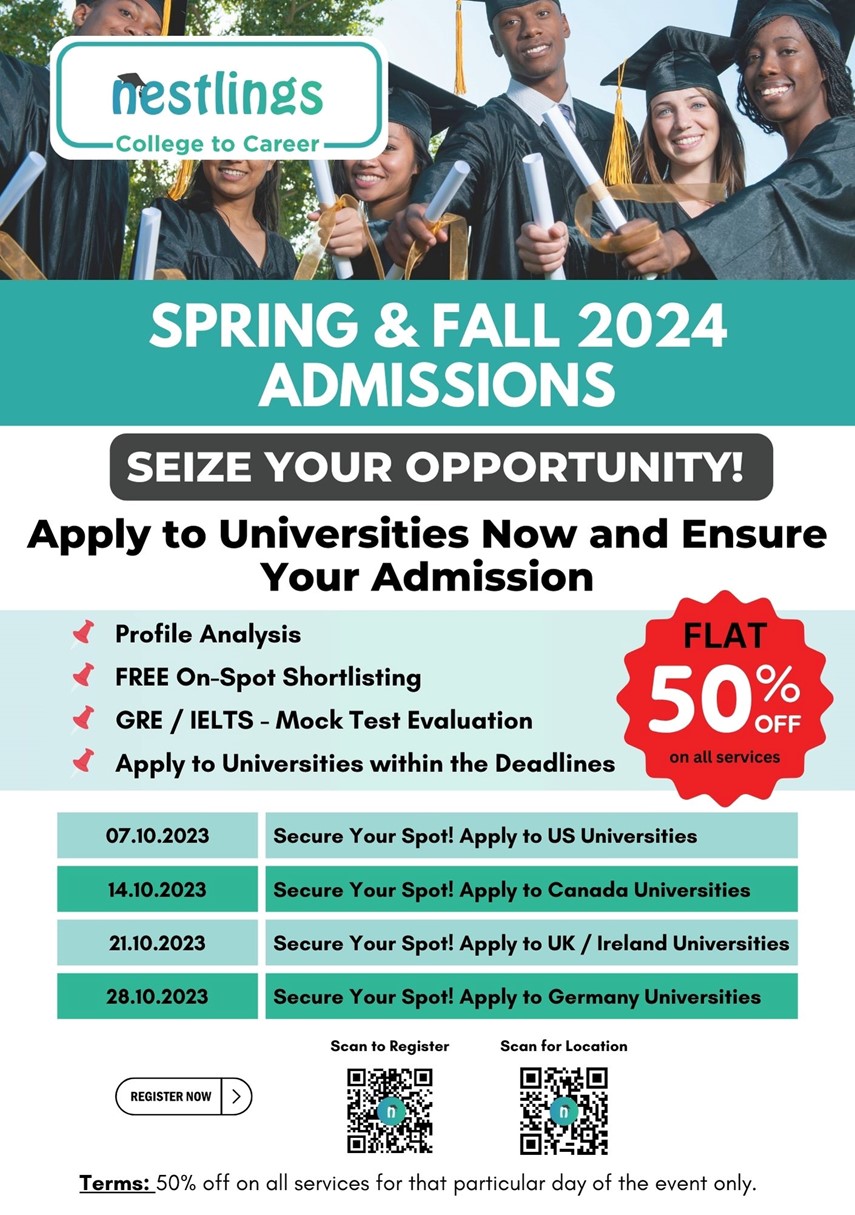 nestlings
College to Career
SPRING & FALL 2024
ADMISSIONS
SEIZE YOUR OPPORTUNITY!
Apply to Universities Now and Ensure
Your Admission
Profile Analysis
FREE On-Spot Shortlisting
GRE / IELTS - Mock Test Evaluation
Apply to Universities within the Deadlines
FLAT
50% OFF
on all services
07.10.2023 Secure Your Spot! Apply to US Universities
14.10.2023 Secure Your Spot! Apply to Canada Universities
21.10.2023 Secure Your Spot! Apply to UK / Ireland Universities
28.10.2023 Secure Your Spot! Apply to Germany Universities
Scan to Register
Scan for Location
REGISTER NOW
n
n
Terms: 50% off on all services for that particular day of the event only.